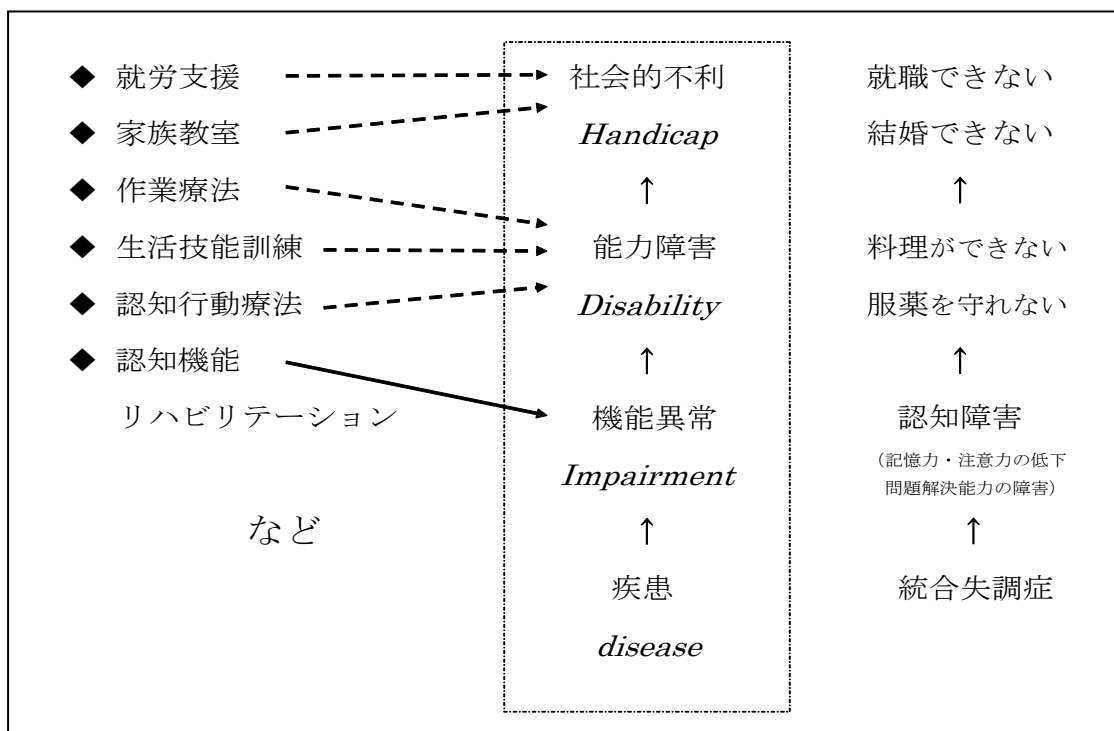 ◆ 就労支援
◆ 家族教室
◆ 作業療法
◆ 生活技能訓練
◆ 認知行動療法
◆ 認知機能
リハビリテーション
など
社会的不利
Handicap
↑
能力障害
Disability
↑
機能異常
Impairment
↑
疾患
disease
就職できない
結婚できない
↑
料理ができない
服薬を守れない
↑
認知障害
（記憶力・注意力の低下
問題解決能力の障害）
↑
統合失調症